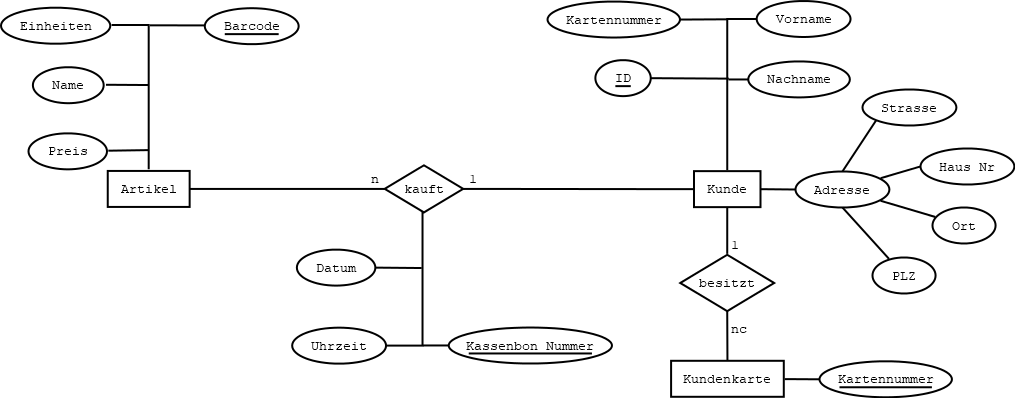 Einheiten
Barcode
Kartennummer
Vorname
Name
ID
Nachname
Strasse
Preis
Haus Nr
Artikel
n
kauft
1
Kunde
Adresse
Ort
1
Datum
besitzt
PLZ
nc
Uhrzeit
Kassenbon Nummer
Kundenkarte
Kartennummer